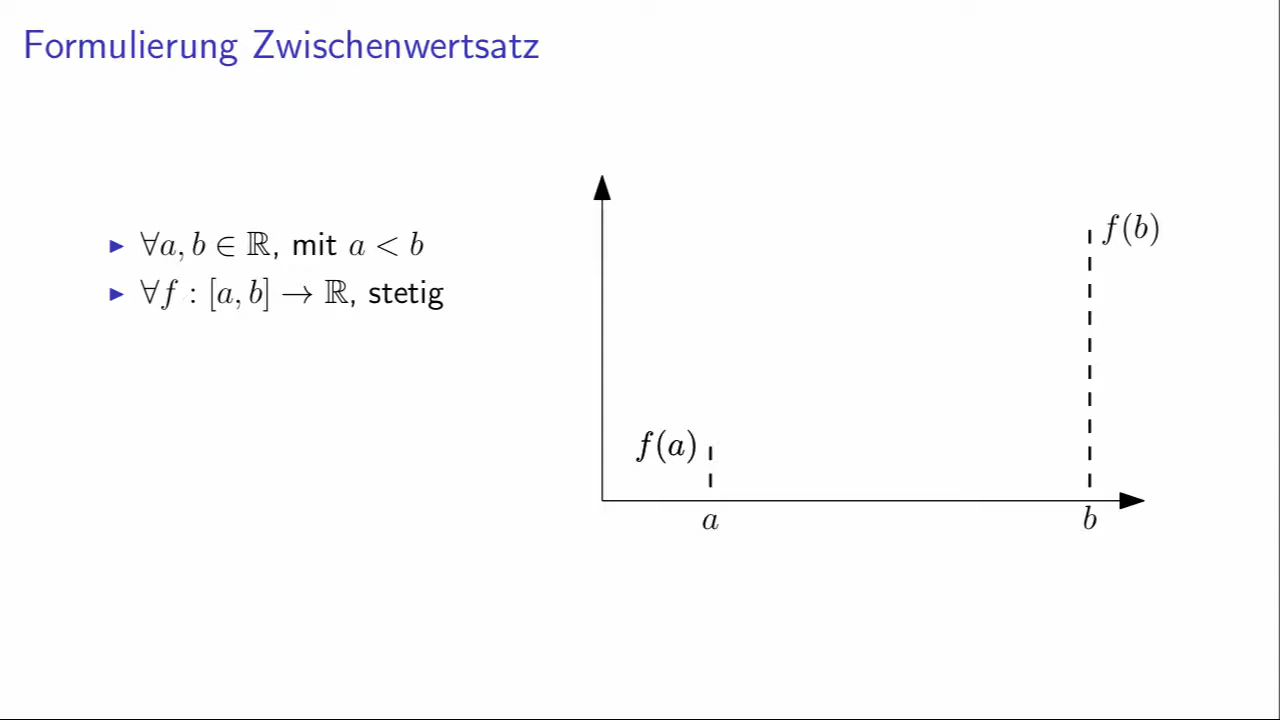 Formulierung Zwischenwertsatz
▶ ∀a, b ∈ ℝ, mit a < b
▶ ∀f : [a, b] → ℝ, stetig
f(b)
f(a)
a
b